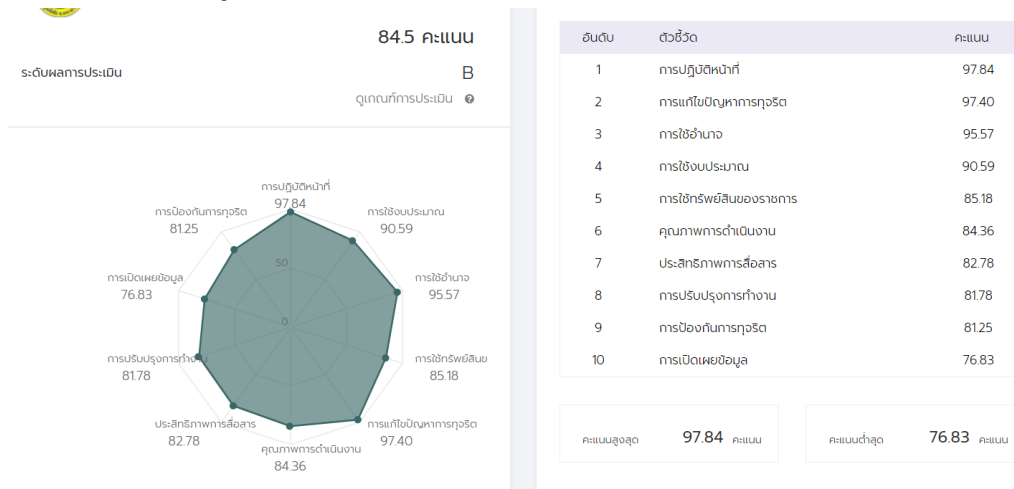 84.5 คะแนน
ระดับผลการประเมิน B
ดูเกณฑ์การประเมิน
การปฏิบัติหน้าที่
97.84
การป้องกันการทุจริต
81.25
การใช้งบประมาณ
90.59
50
การเปิดเผยข้อมูล
76.83
การใช้อำนาจ
95.57
0
การปรับปรุงการทำงาน
81.78
การใช้ทรัพย์สินข
85.18
ประสิทธิภาพการสื่อสาร
82.78
การแก้ไขปัญหาการทุจริต
97.40
คุณภาพการดำเนินงาน
84.36
อันดับ ตัวชี้วัด คะแนน
1 การปฏิบัติหน้าที่ 97.84
2 การแก้ไขปัญหาการทุจริต 97.40
3 การใช้อำนาจ 95.57
4 การใช้งบประมาณ 90.59
5 การใช้ทรัพย์สินของราชการ 85.18
6 คุณภาพการดำเนินงาน 84.36
7 ประสิทธิภาพการสื่อสาร 82.78
8 การปรับปรุงการทำงาน 81.78
9 การป้องกันการทุจริต 81.25
10 การเปิดเผยข้อมูล 76.83
คะแนนสูงสุด 97.84 คะแนน
คะแนนต่ำสุด 76.83 คะแนน